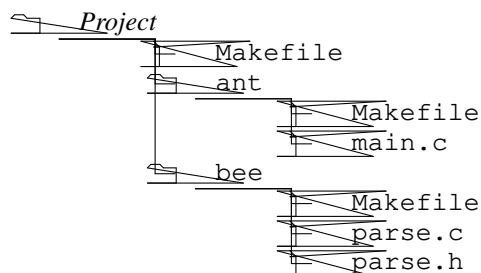 Project
Makefile
ant
Makefile
main.c
bee
Makefile
parse.c
parse.h